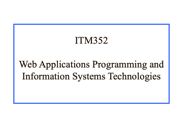 ITM352
Web Applications Programming and
Information Systems Technologies